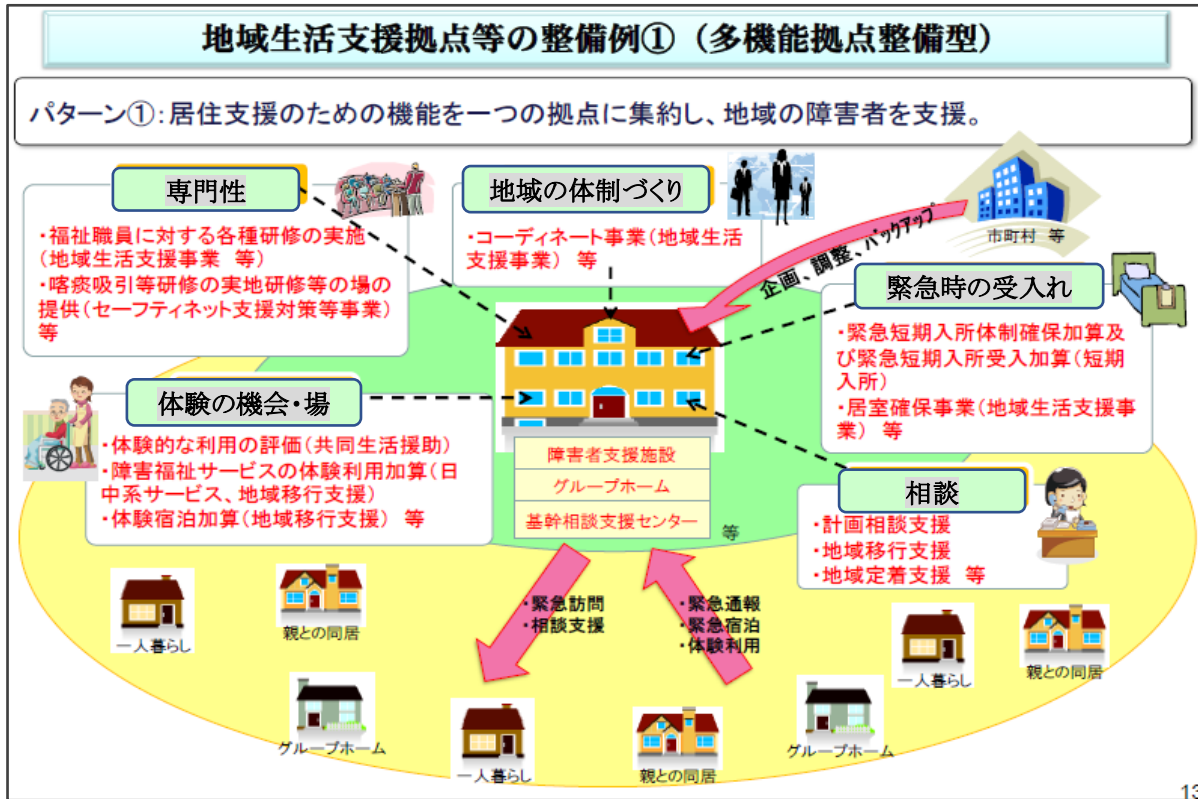 地域生活支援拠点等の整備例①（多機能拠点整備型）
パターン①：居住支援のための機能を一つの拠点に集約し、地域の障害者を支援。
専門性
・福祉職員に対する各種研修の実施
（地域生活支援事業 等）
・喀痰吸引等研修の実地研修等の場の
提供（セーフティネット支援対策等事業）
等
地域の体制づくり
・コーディネート事業（地域生活
支援事業） 等
市町村 等
企画、調整、バックアップ
緊急時の受入れ
・緊急短期入所体制確保加算及
び緊急短期入所受入加算（短期
入所）
・居室確保事業（地域生活支援事
業） 等
体験の機会・場
・体験的な利用の評価（共同生活援助）
・障害福祉サービスの体験利用加算（日
中系サービス、地域移行支援）
・体験宿泊加算（地域移行支援） 等
障害者支援施設
グループホーム
基幹相談支援センター
等
相談
・計画相談支援
・地域移行支援
・地域定着支援 等
・緊急訪問
・相談支援
・緊急通報
・緊急宿泊
・体験利用
一人暮らし
親との同居
グループホーム
一人暮らし
親との同居
グループホーム
一人暮らし
親との同居
13